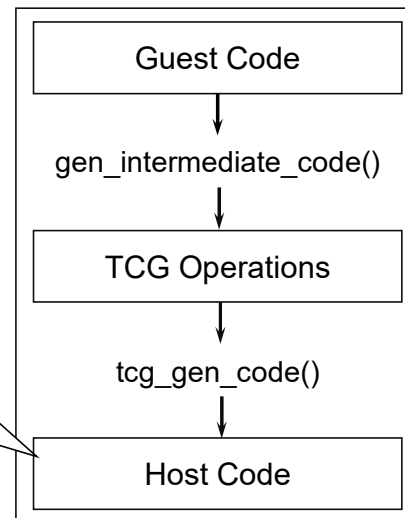 Guest Code
gen_intermediate_code()
TCG Operations
tcg_gen_code()
Host Code